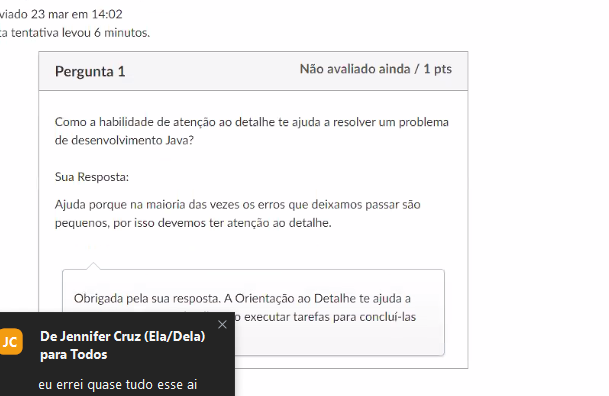 viado 23 mar em 14:02
ta tentativa levou 6 minutos.
Pergunta 1
Não avaliado ainda / 1 pts
Como a habilidade de atenção ao detalhe te ajuda a resolver um problema
de desenvolvimento Java?
Sua Resposta:
Ajuda porque na maioria das vezes os erros que deixamos passar são
pequenos, por isso devemos ter atenção ao detalhe.
Obrigada pela sua resposta. A Orientação ao Detalhe te ajuda a
o executar tarefas para concluí-las
JC
De Jennifer Cruz (Ela/Dela)
para Todos
eu errei quase tudo esse ai